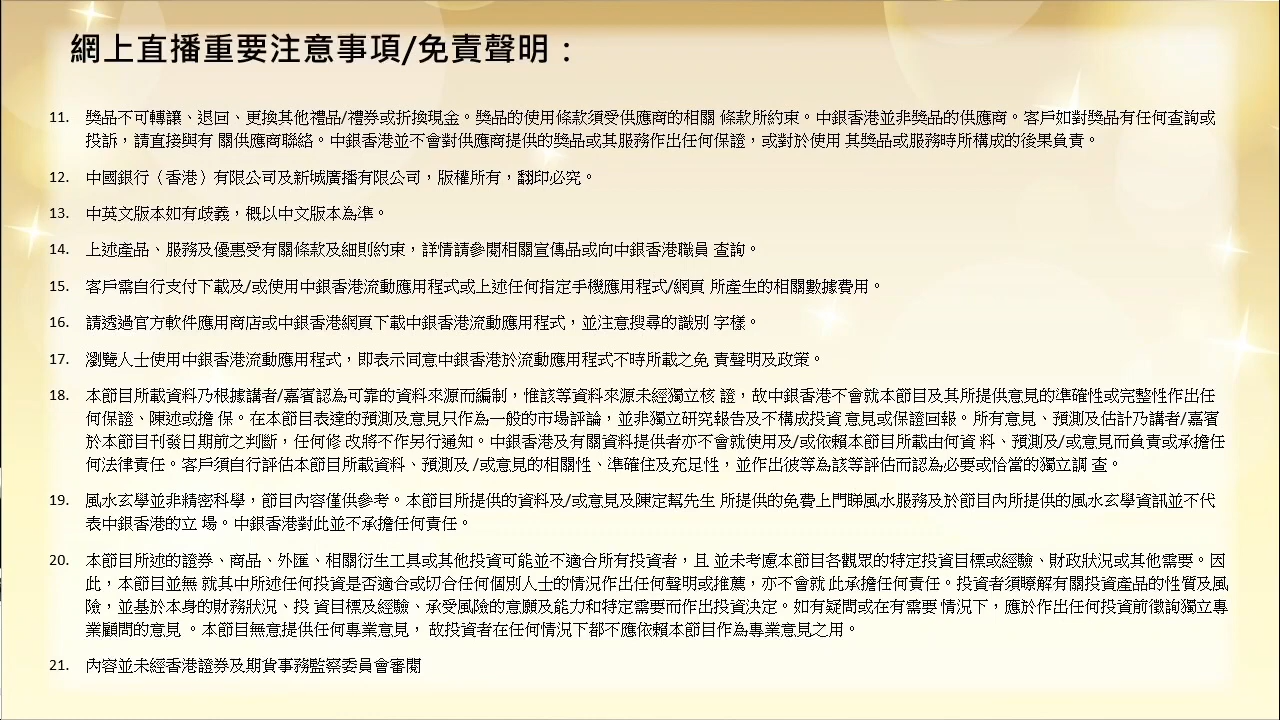 網上直播重要注意事項/免責聲明：
11. 獎品不可轉讓、退回、更換其他禮品/禮券或折換現金。獎品的使用條款須受供應商的相關 條款所約束。中銀香港並非獎品的供應商。客戶如對獎品有任何查詢或
投訴，請直接與有 關供應商聯絡。中銀香港並不會對供應商提供的獎品或其服務作出任何保證，或對於使用 其獎品或服務時所構成的後果負責。
12. 中國銀行（香港）有限公司及新城廣播有限公司，版權所有，翻印必究。
13. 中英文版本如有歧義，概以中文版本為準。
14. 上述產品、服務及優惠受有關條款及細則約束，詳情請參閱相關宣傳品或向中銀香港職員 查詢。
15. 客戶需自行支付下載及/或使用中銀香港流動應用程式或上述任何指定手機應用程式/網頁 所產生的相關數據費用。
16. 請透過官方軟件應用商店或中銀香港網頁下載中銀香港流動應用程式，並注意搜尋的識別 字樣。
17. 瀏覽人士使用中銀香港流動應用程式，即表示同意中銀香港於流動應用程式不時所載之免 責聲明及政策。
18. 本節目所載資料乃根據講者/嘉賓認為可靠的資料來源而編制，惟該等資料來源未經獨立核 證，故中銀香港不會就本節目及其所提供意見的準確性或完整性作出任
何保證、陳述或擔 保。在本節目表達的預測及意見只作為一般的市場評論，並非獨立研究報告及不構成投資 意見或保證回報。所有意見、預測及估計乃講者/嘉賓
於本節目刊發日期前之判斷，任何修 改將不作另行通知。中銀香港及有關資料提供者亦不會就使用及/或依賴本節目所載由何資 料、預測及/或意見而負責或承擔任
何法律責任。客戶須自行評估本節目所載資料、預測及 /或意見的相關性、準確住及充足性，並作出彼等為該等評估而認為必要或恰當的獨立調 查。
19. 風水玄學並非精密科學，節目內容僅供參考。本節目所提供的資料及/或意見及陳定幫先生 所提供的免費上門睇風水服務及於節目內所提供的風水玄學資訊並不代
表中銀香港的立 場。中銀香港對此並不承擔任何責任。
20. 本節目所述的證券、商品、外匯、相關衍生工具或其他投資可能並不適合所有投資者，且 並未考慮本節目各觀眾的特定投資目標或經驗、財政狀況或其他需要。因
此，本節目並無 就其中所述任何投資是否適合或切合任何個別人士的情況作出任何聲明或推薦，亦不會就 此承擔任何責任。投資者須瞭解有關投資產品的性質及風
險，並基於本身的財務狀況、投 資目標及經驗、承受風險的意願及能力和特定需要而作出投資決定。如有疑問或在有需要 情況下，應於作出任何投資前徵詢獨立專
業顧問的意見 。本節目無意提供任何專業意見， 故投資者在任何情況下都不應依賴本節目作為專業意見之用。
21. 內容並未經香港證券及期貨事務監察委員會審閱